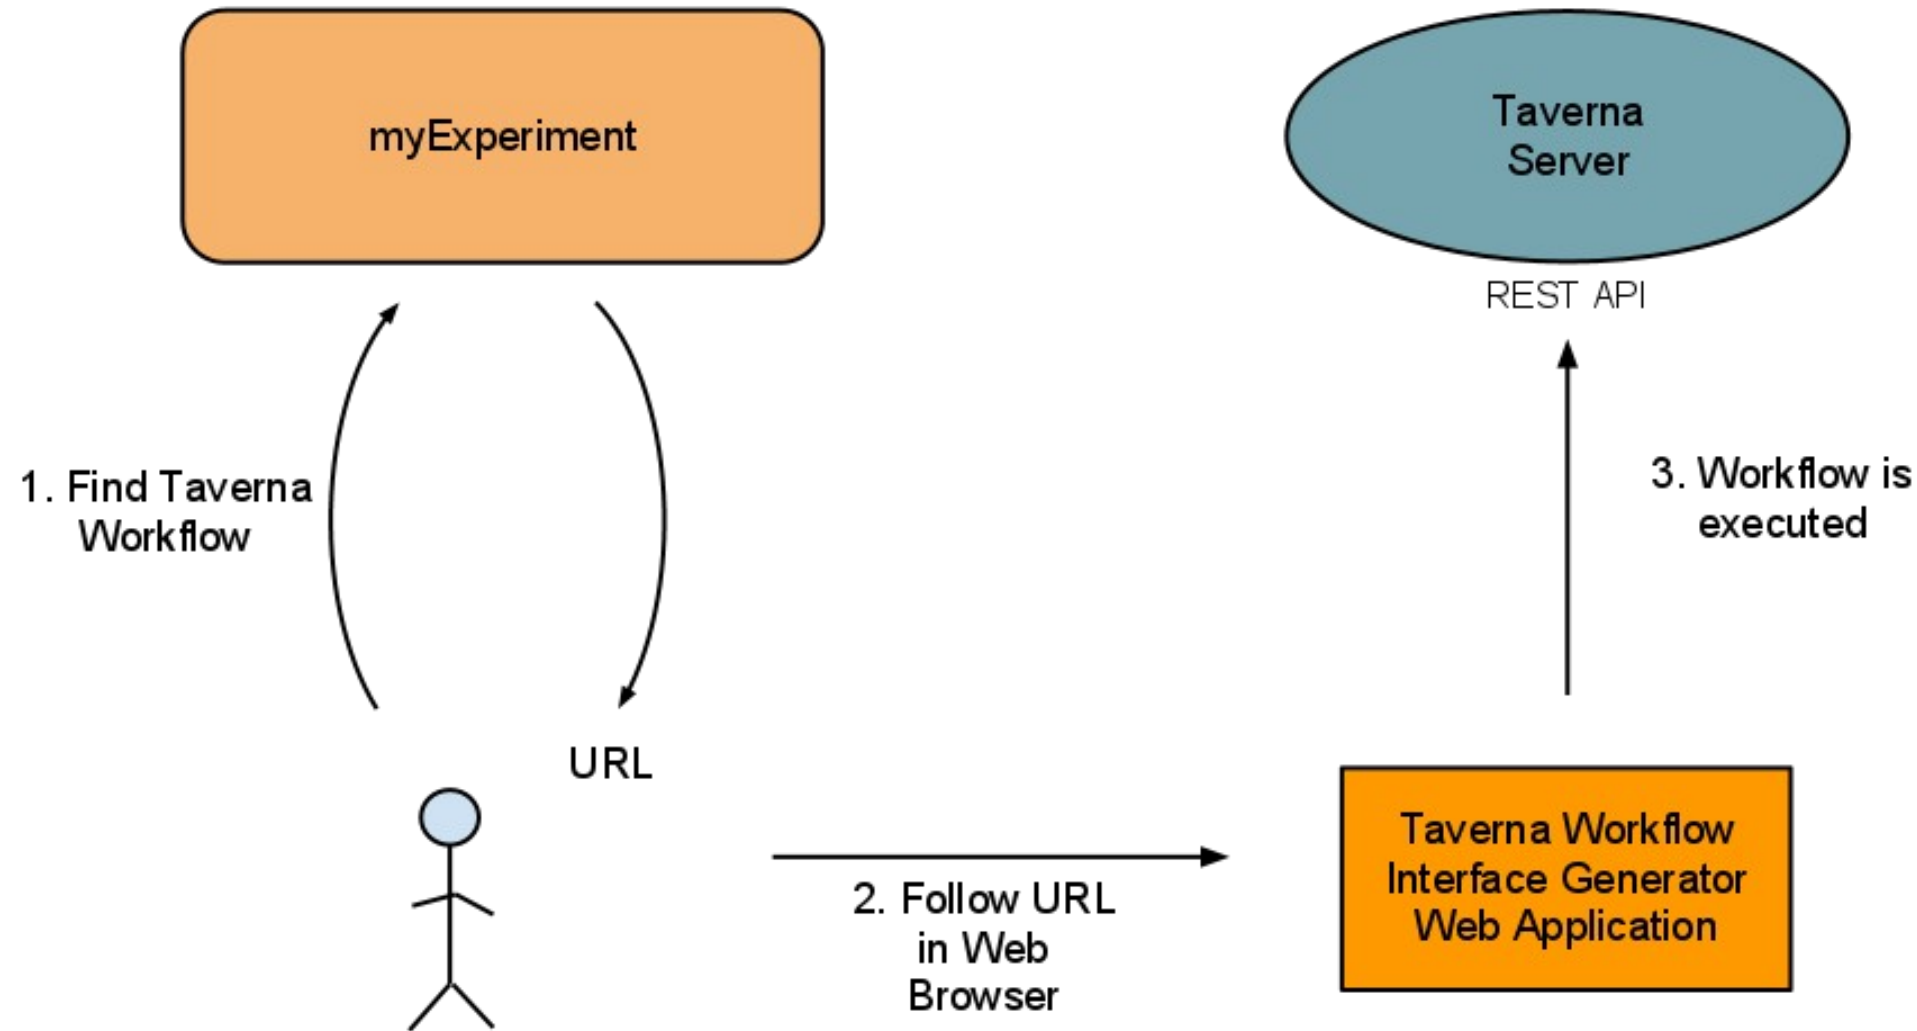 myExperiment
Taverna
Server
REST API
1. Find Taverna
Workflow
3. Workflow is
executed
URL
2. Follow URL
in Web
Browser
Taverna Workflow
Interface Generator
Web Application